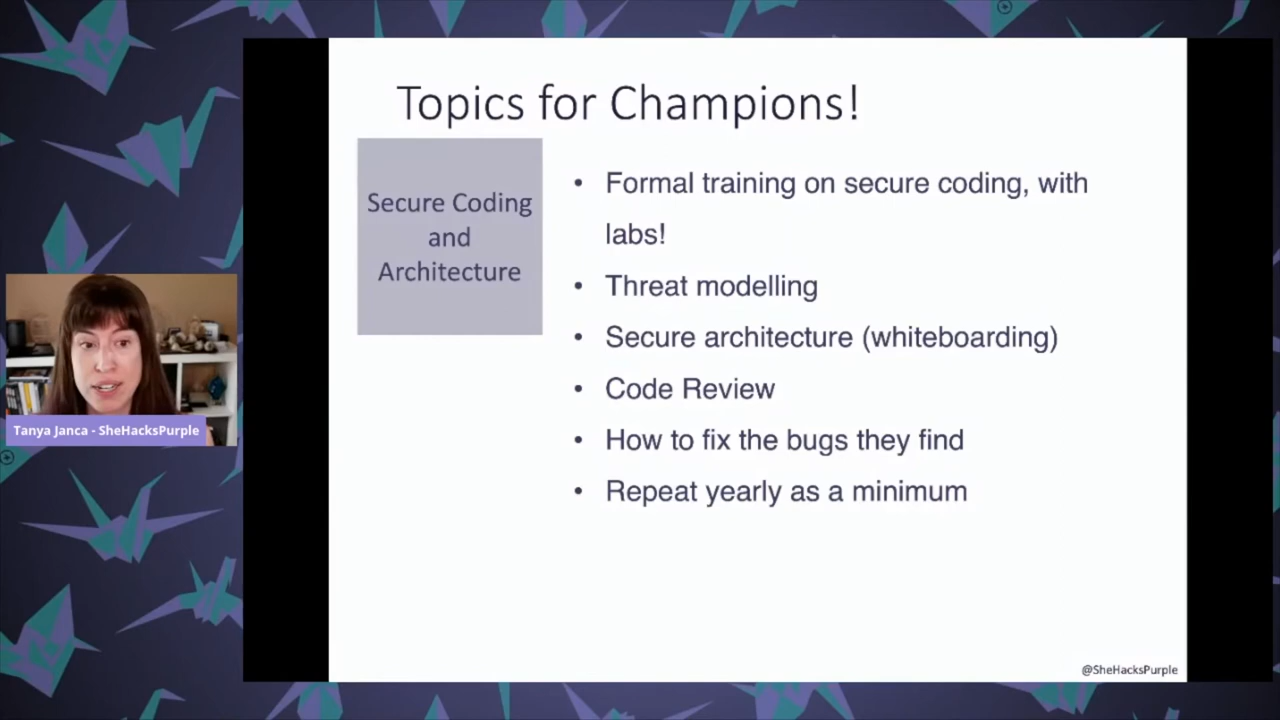 Topics for Champions!
Secure Coding
and
Architecture
• Formal training on secure coding, with
labs!
• Threat modelling
• Secure architecture (whiteboarding)
• Code Review
• How to fix the bugs they find
• Repeat yearly as a minimum
Tanya Janca - SheHacksPurple
@SheHacksPurple